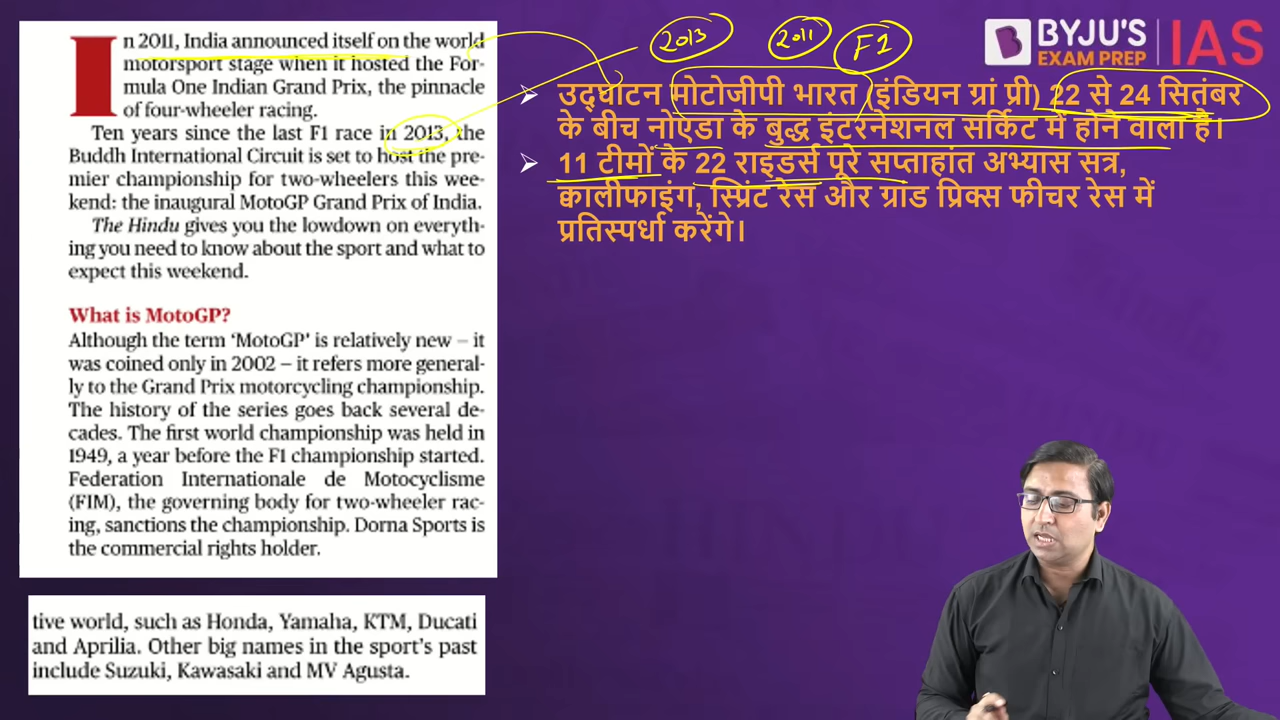 In 2011, India announced itself on the world
motorsport stage when it hosted the For-
mula One Indian Grand Prix, the pinnacle
of four-wheeler racing.
Ten years since the last F1 race in 2013, the
Buddh International Circuit is set to host the pre-
mier championship for two-wheelers this wee-
kend: the inaugural MotoGP Grand Prix of India.
The Hindu gives you the lowdown on everyth-
ing you need to know about the sport and what to
expect this weekend.
What is MotoGP?
Although the term ‘MotoGP’ is relatively new – it
was coined only in 2002 – it refers more general-
ly to the Grand Prix motorcycling championship.
The history of the series goes back several de-
cades. The first world championship was held in
1949, a year before the F1 championship started.
Federation Internationale de Motocyclisme
(FIM), the governing body for two-wheeler rac-
ing, sanctions the championship. Dorna Sports is
the commercial rights holder.
tive world, such as Honda, Yamaha, KTM, Ducati
and Aprilia. Other big names in the sport's past
include Suzuki, Kawasaki and MV Agusta.
2013 2011 F1
BYJU'S
EXAM PREP
IAS
उद्घाटन मोटोजीपी भारत (इंडियन ग्रां प्री) 22 से 24 सितंबर
के बीच नोएडा के बुद्ध इंटरनेशनल सर्किट में होने वाला है।
11 टीमों के 22 राइडर्स पूरे सप्ताहांत अभ्यास सत्र,
क्वालीफाइंग, स्प्रिंट रेस और ग्रांड प्रिक्स फीचर रेस में
प्रतिस्पर्धा करेंगे।